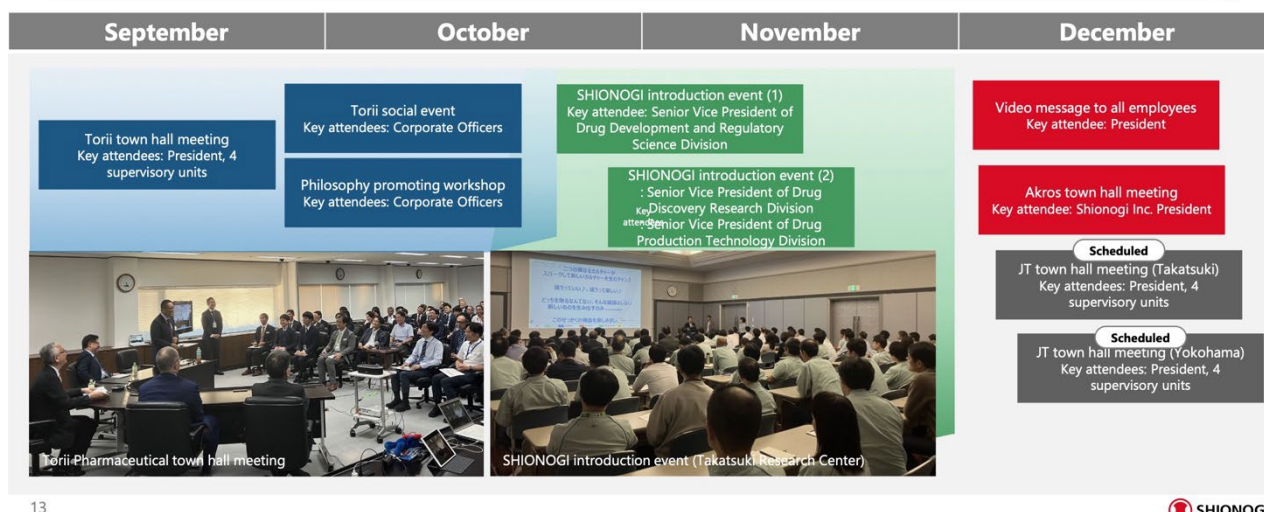 September
October
November
December
Torii town hall meeting
Key attendees: President, 4
supervisory units
Torii social event
Key attendees: Corporate Officers
Philosophy promoting workshop
Key attendees: Corporate Officers
SHIONOGI introduction event (1)
Key attendee: Senior Vice President of
Drug Development and Regulatory
Science Division
SHIONOGI introduction event (2)
: Senior Vice President of Drug
Discovery Research Division
: Senior Vice President of Drug
Production Technology Division
Key
attendees
Video message to all employees
Key attendee: President
Akros town hall meeting
Key attendee: Shionogi Inc. President
Scheduled
JT town hall meeting (Takatsuki)
Key attendees: President, 4
supervisory units
Scheduled
JT town hall meeting (Yokohama)
Key attendees: President, 4
supervisory units
Torii Pharmaceutical town hall meeting
SHIONOGI introduction event (Takatsuki Research Center)
13